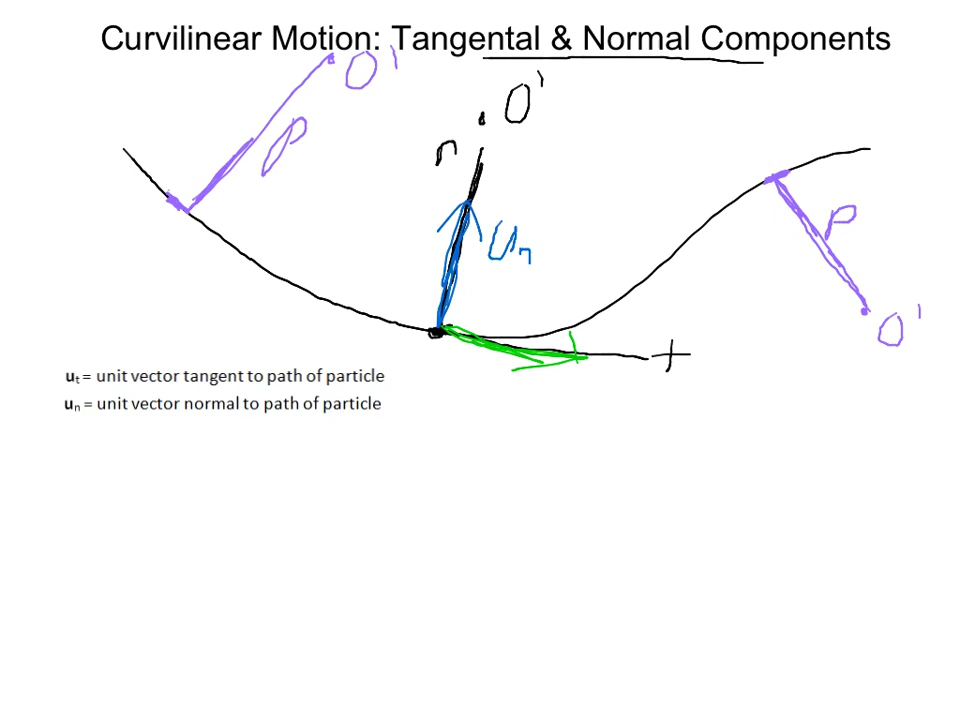 Curvilinear Motion: Tangental & Normal Components
O'
ρ
O'
n
un
ρ
O'
t
ut = unit vector tangent to path of particle
un = unit vector normal to path of particle